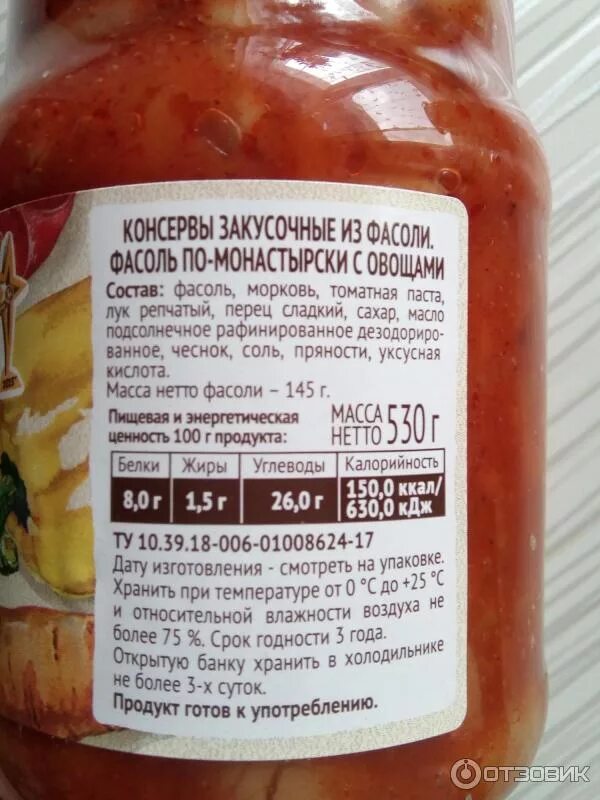 КОНСЕРВЫ ЗАКУСОЧНЫЕ ИЗ ФАСОЛИ.
ФАСОЛЬ ПО-МОНАСТЫРСКИ С ОВОЩАМИ
Состав: фасоль, морковь, томатная паста,
лук репчатый, перец сладкий, сахар, масло
подсолнечное рафинированное дезодориро-
ванное, чеснок, соль, пряности, уксусная
кислота.
Масса нетто фасоли – 145 г.
Пищевая и энергетическая
ценность 100 г продукта:
МАССА
НЕТТО 530 г
Белки Жиры Углеводы Калорийность
8,0 г 1,5 г 26,0 г 150,0 ккал/
630,0 кДж
ТУ 10.39.18-006-01008624-17
Дату изготовления - смотреть на упаковке.
Хранить при температуре от 0 °С до +25 °С
и относительной влажности воздуха не
более 75 %. Срок годности 3 года.
Открытую банку хранить в холодильнике
не более 3-х суток.
Продукт готов к употреблению.
ОТЗОВИК